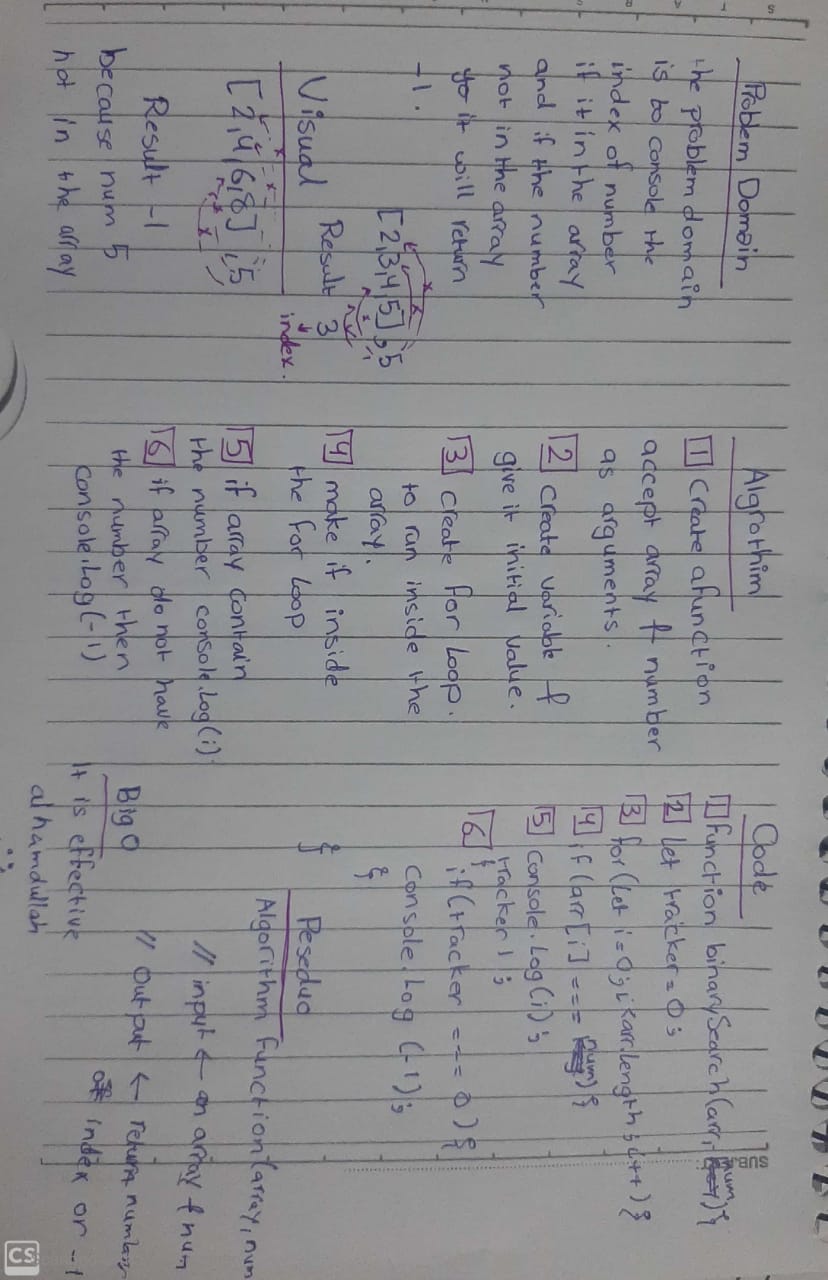 Problem Domain
the problem domain
is to console the
index of number
if it in the array
and if the number
not in the array
so it will return
-1.
Visual
[2,3,4,5], 5
Result 3
index.
[2,4,6,8], 5
Result -1
because num 5
not in the array
Algrothim
1 Create a function
accept array & number
as arguments.
2 Create variable &
give it initial value.
3 create for loop.
to run inside the
array.
4 make if inside
the for loop
5 if array contain
the number console.log(i)
6 if array do not have
the number then
console.log(-1)
Code
1 function binarySearch(arr, num){
2 let tracker = 0;
3 for(let i=0; i<arr.length; i++){
4 if(arr[i] === num){
5 console.log(i);
tracker 1;
}
6 if(tracker === 0){
console.log(-1);
}
}
Peseduo
Algorithm function(array, num
// input ← an array & num
// output ← return number
of index or -1
Big O
It is effective
alhamdullah
SUBJ
CS